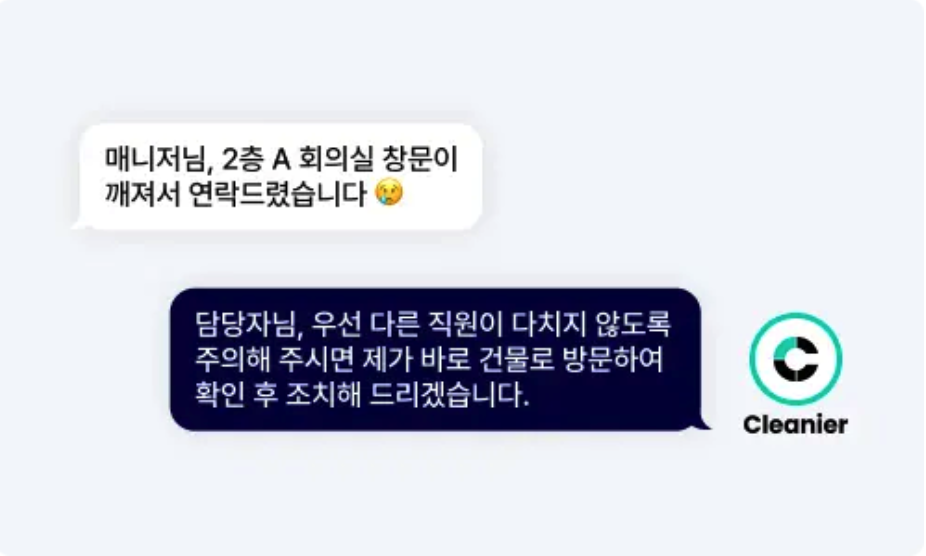 매니저님, 2층 A 회의실 창문이
깨져서 연락드렸습니다 😢
담당자님, 우선 다른 직원이 다치지 않도록
주의해 주시면 제가 바로 건물로 방문하여
확인 후 조치해 드리겠습니다.
Cleanier